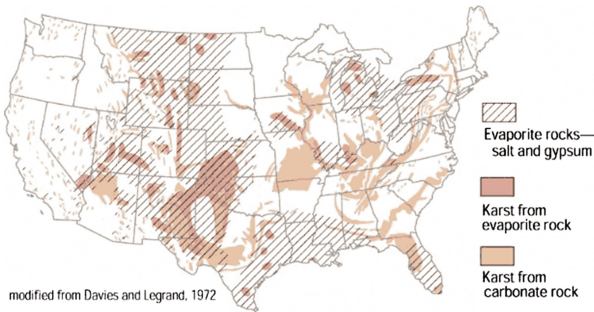 Evaporite rocks—
salt and gypsum
Karst from
evaporite rock
Karst from
carbonate rock
modified from Davies and Legrand, 1972